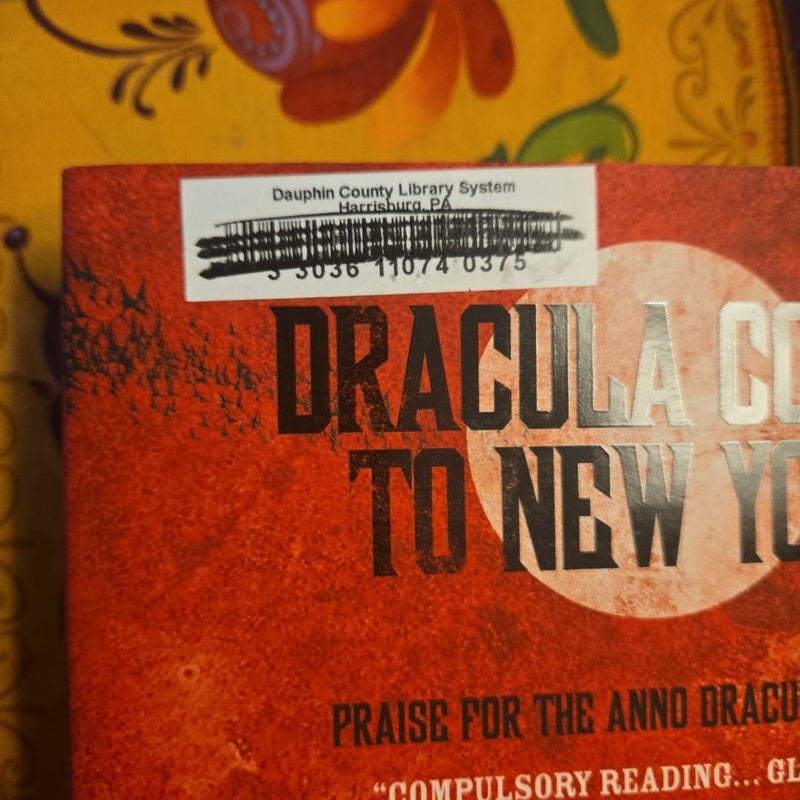 Dauphin County Library System
Harrisburg, PA
3 3036 11074 0375
DRACULA CO
TO NEW YO
PRAISE FOR THE ANNO DRACU
“COMPULSORY READING... GL